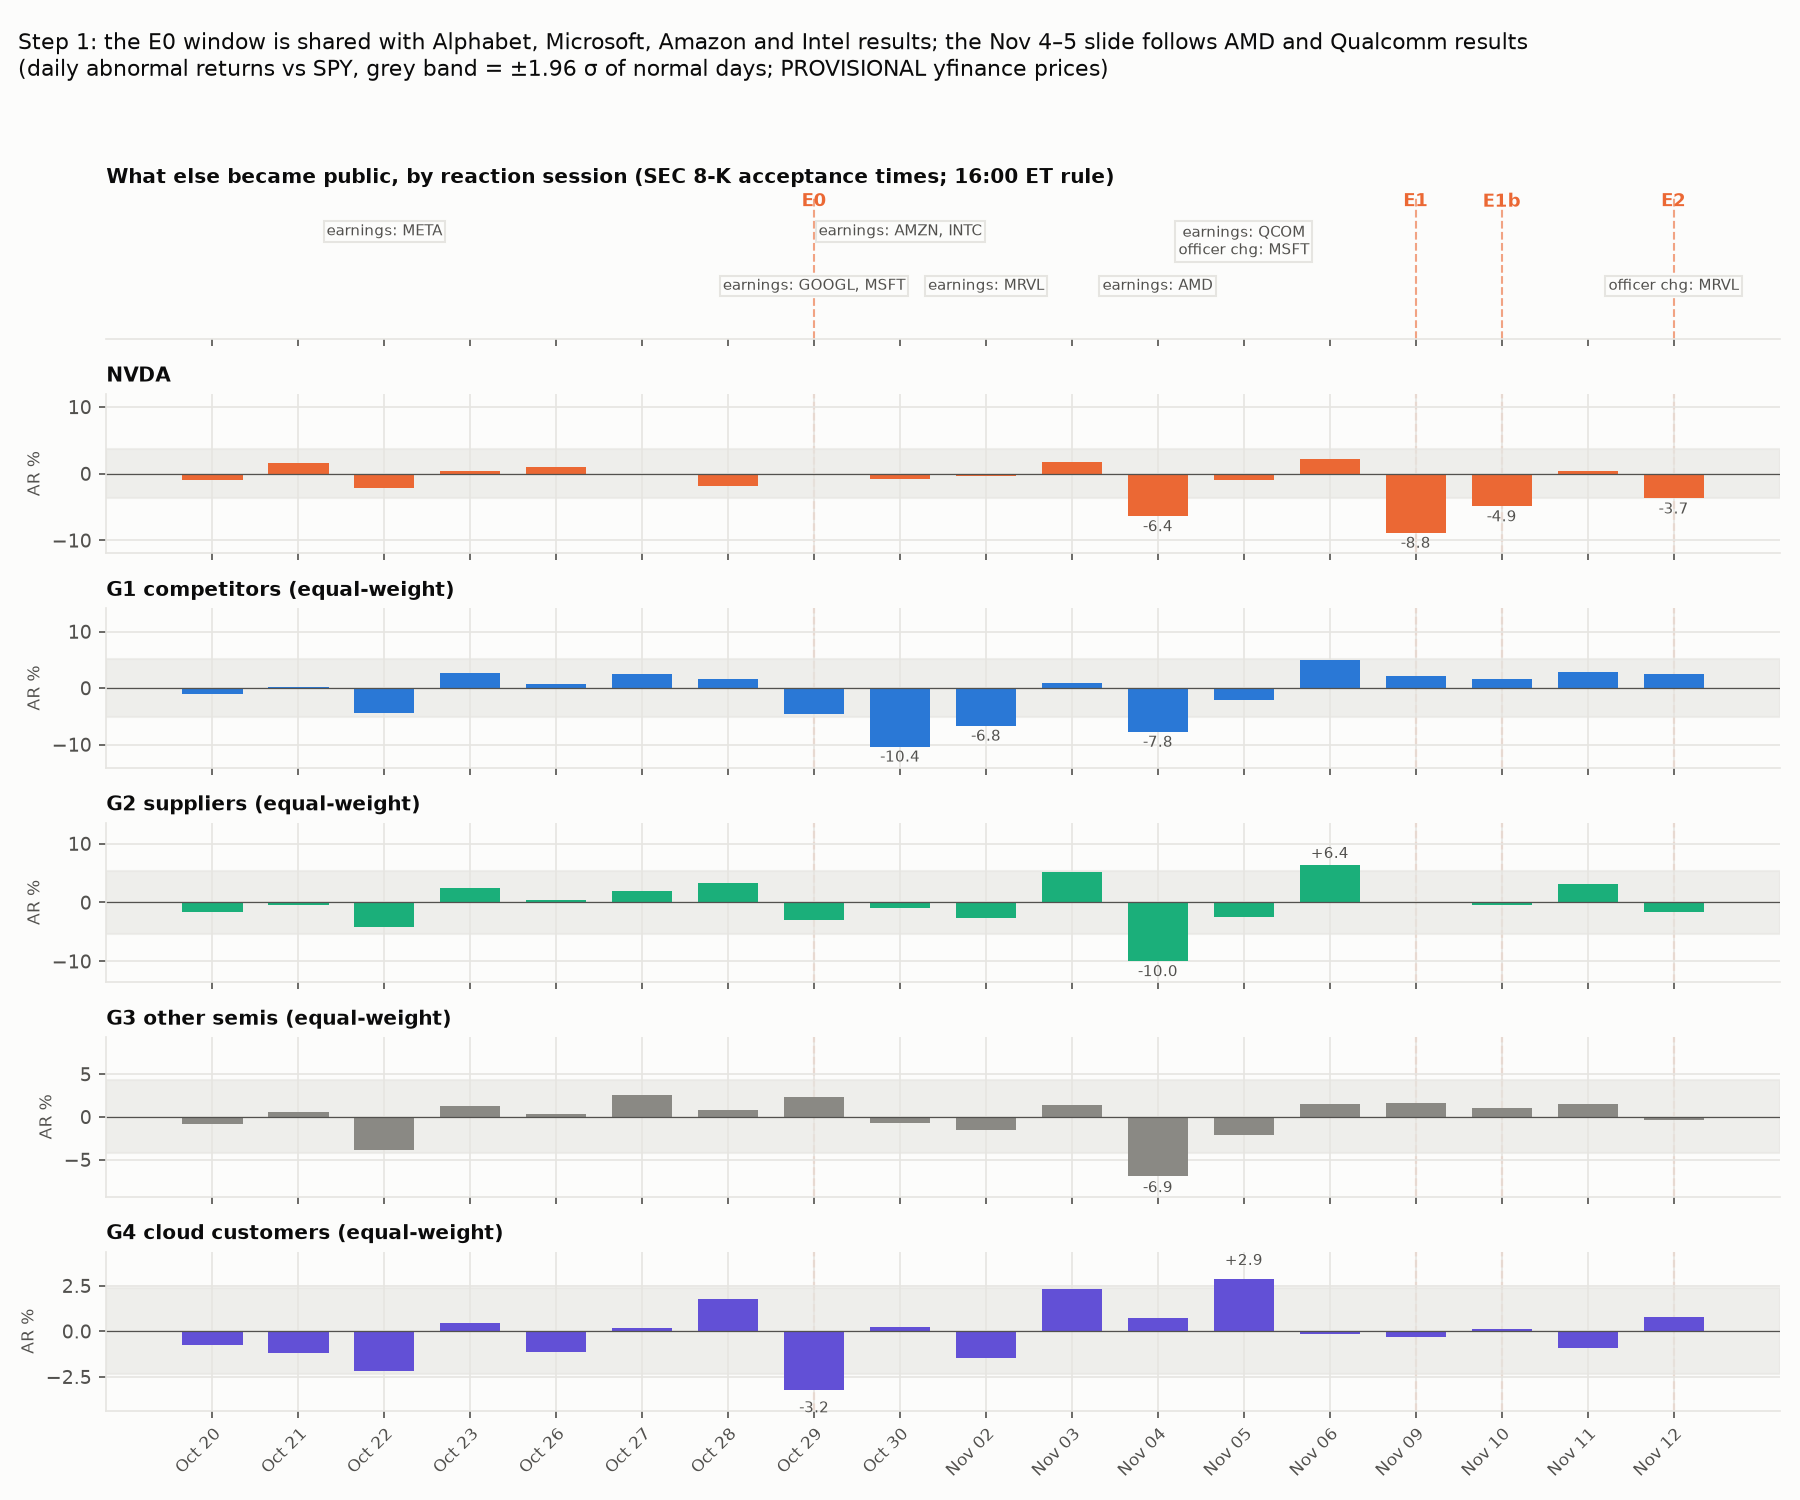 Step 1: the E0 window is shared with Alphabet, Microsoft, Amazon and Intel results; the Nov 4–5 slide follows AMD and Qualcomm results
(daily abnormal returns vs SPY, grey band = ±1.96 σ of normal days; PROVISIONAL yfinance prices)
What else became public, by reaction session (SEC 8-K acceptance times; 16:00 ET rule)
E0
E1
E1b
E2
earnings: META
earnings: AMZN, INTC
earnings: QCOM
officer chg: MSFT
earnings: GOOGL, MSFT
earnings: MRVL
earnings: AMD
officer chg: MRVL
NVDA
AR %
10
0
−10
-6.4
-8.8
-4.9
-3.7
G1 competitors (equal-weight)
AR %
10
0
−10
-10.4
-6.8
-7.8
G2 suppliers (equal-weight)
AR %
10
0
−10
-10.0
+6.4
G3 other semis (equal-weight)
AR %
5
0
−5
-6.9
G4 cloud customers (equal-weight)
AR %
2.5
0.0
−2.5
-3.2
+2.9
Oct 20
Oct 21
Oct 22
Oct 23
Oct 26
Oct 27
Oct 28
Oct 29
Oct 30
Nov 02
Nov 03
Nov 04
Nov 05
Nov 06
Nov 09
Nov 10
Nov 11
Nov 12